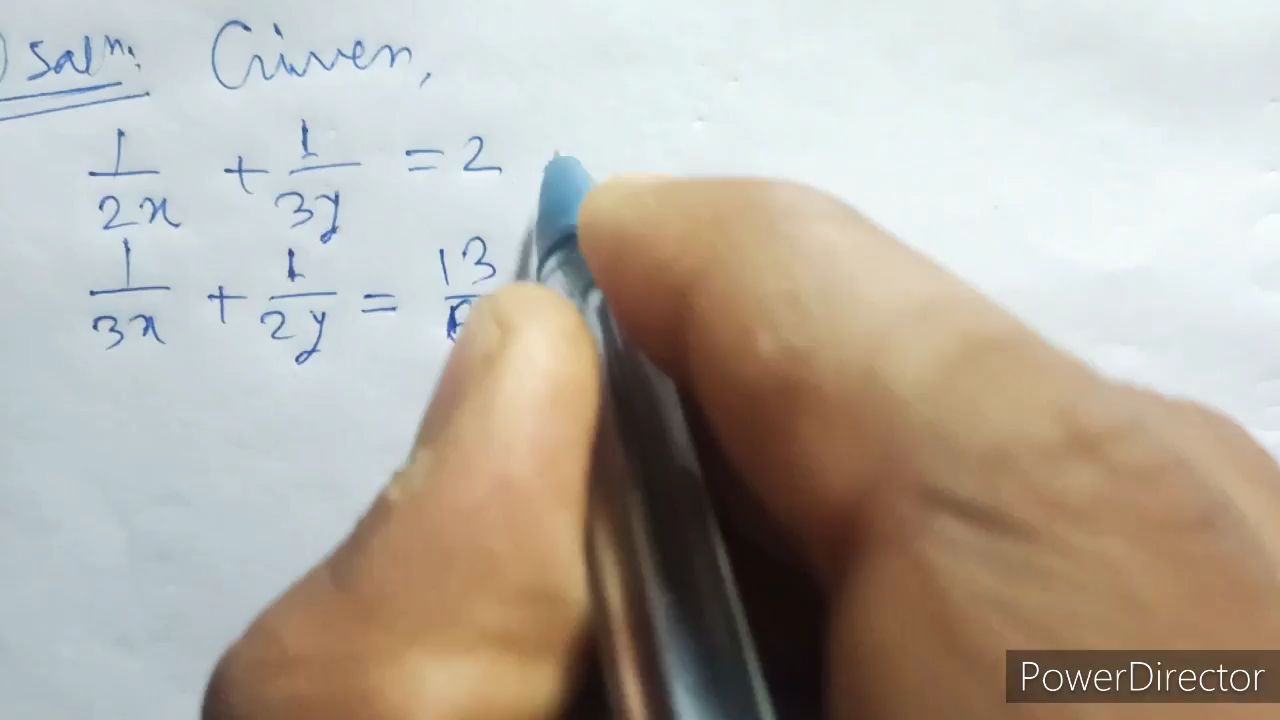 ) Solⁿ: Given,
1/2x + 1/3y = 2
1/3x + 1/2y = 13/
PowerDirector